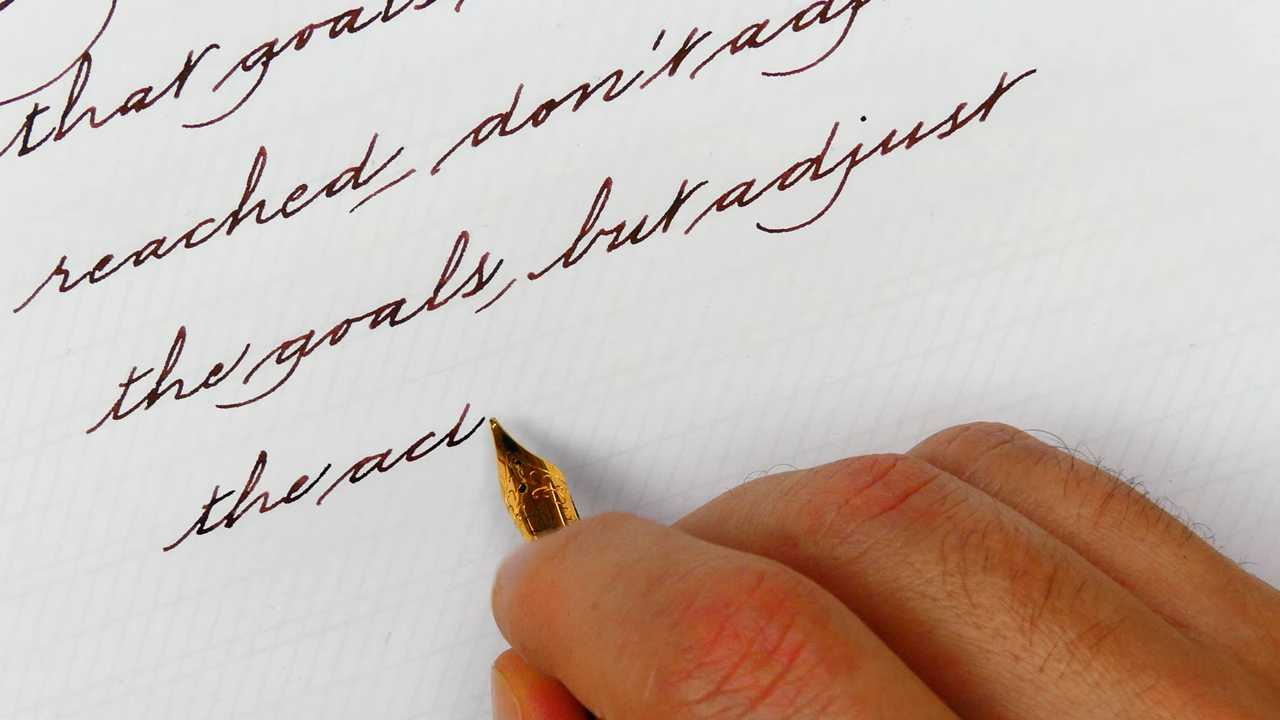 that goals
reached, don't adj
the goals, but adjust
the act